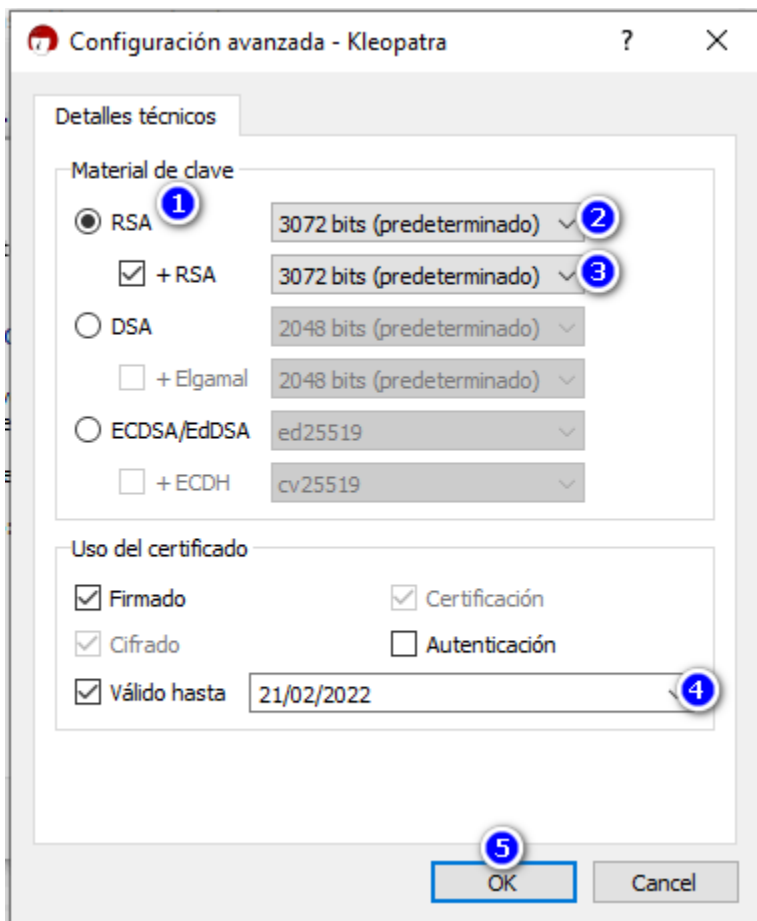 Configuración avanzada - Kleopatra ? ×
Detalles técnicos
Material de clave
1
RSA 3072 bits (predeterminado) 2
+ RSA 3072 bits (predeterminado) 3
DSA 2048 bits (predeterminado)
+ Elgamal 2048 bits (predeterminado)
ECDSA/EdDSA ed25519
+ ECDH cv25519
Uso del certificado
Firmado Certificación
Cifrado Autenticación
Válido hasta 21/02/2022 4
5
OK Cancel